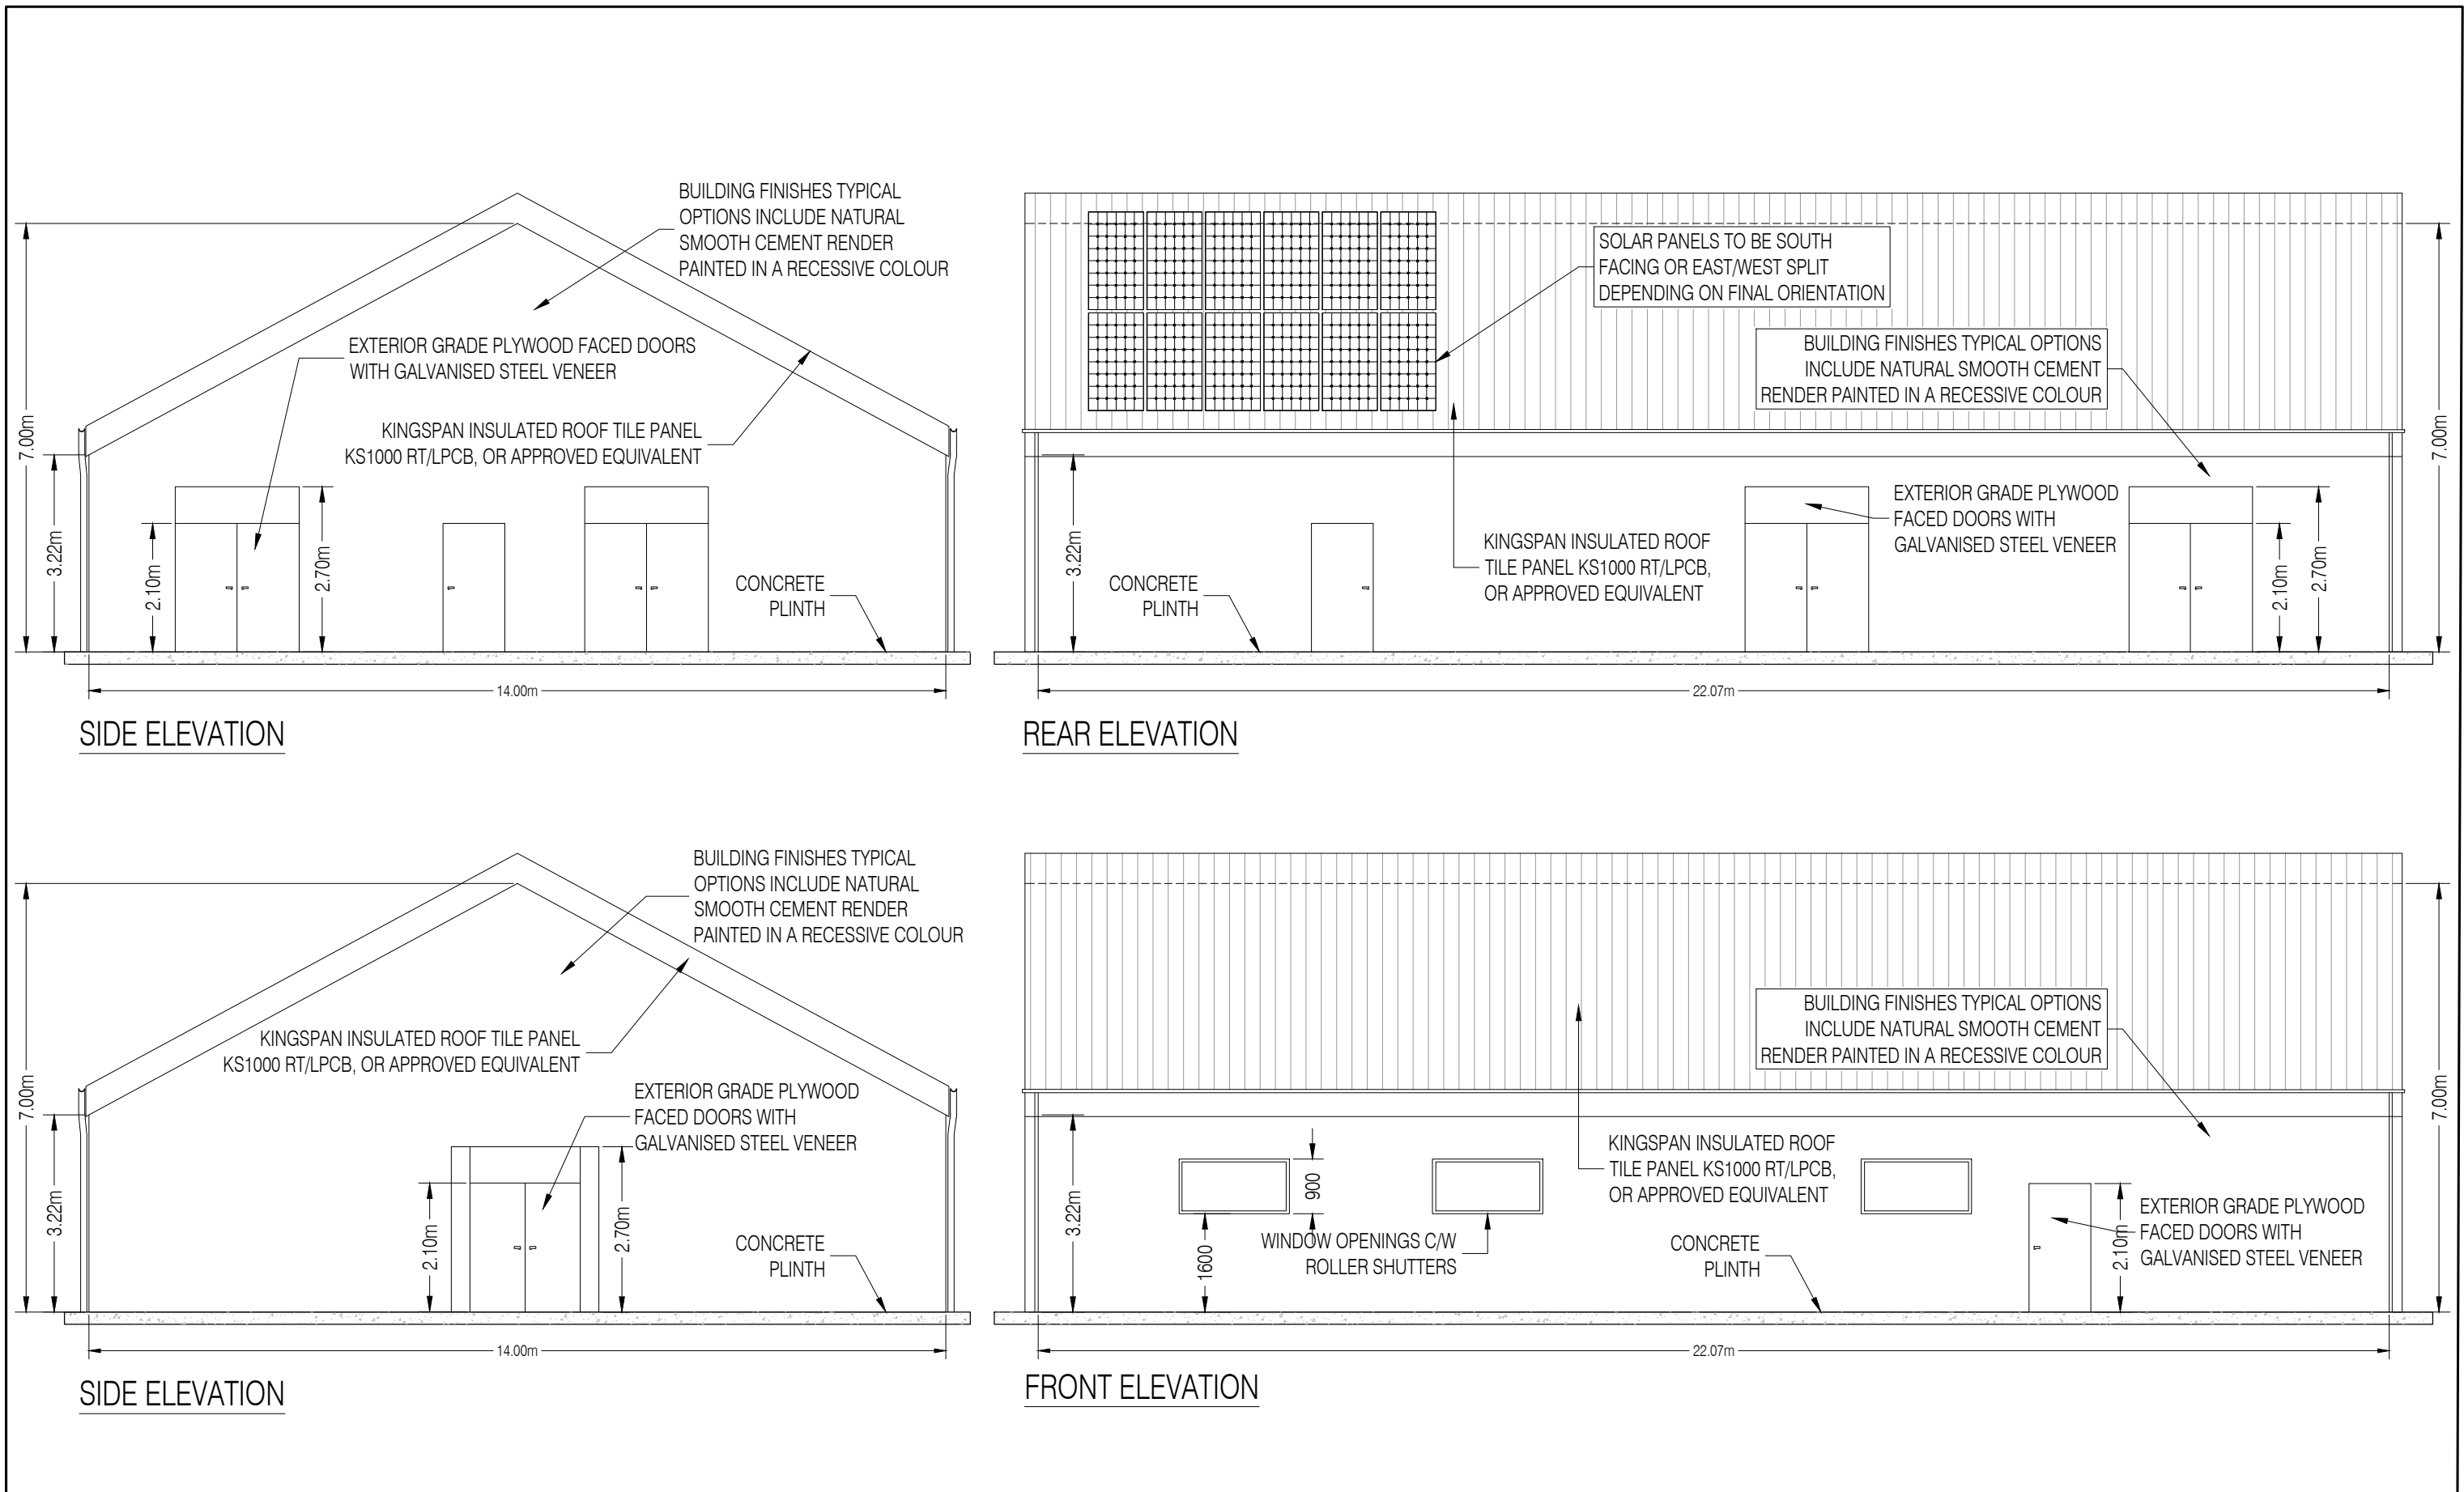 BUILDING FINISHES TYPICAL
OPTIONS INCLUDE NATURAL
SMOOTH CEMENT RENDER
PAINTED IN A RECESSIVE COLOUR
EXTERIOR GRADE PLYWOOD FACED DOORS
WITH GALVANISED STEEL VENEER
KINGSPAN INSULATED ROOF TILE PANEL
KS1000 RT/LPCB, OR APPROVED EQUIVALENT
7.00m
3.22m
2.10m
2.70m
CONCRETE
PLINTH
14.00m
SIDE ELEVATION
SOLAR PANELS TO BE SOUTH
FACING OR EAST/WEST SPLIT
DEPENDING ON FINAL ORIENTATION
BUILDING FINISHES TYPICAL OPTIONS
INCLUDE NATURAL SMOOTH CEMENT
RENDER PAINTED IN A RECESSIVE COLOUR
7.00m
3.22m
CONCRETE
PLINTH
KINGSPAN INSULATED ROOF
TILE PANEL KS1000 RT/LPCB,
OR APPROVED EQUIVALENT
EXTERIOR GRADE PLYWOOD
FACED DOORS WITH
GALVANISED STEEL VENEER
2.10m
2.70m
22.07m
REAR ELEVATION
BUILDING FINISHES TYPICAL
OPTIONS INCLUDE NATURAL
SMOOTH CEMENT RENDER
PAINTED IN A RECESSIVE COLOUR
KINGSPAN INSULATED ROOF TILE PANEL
KS1000 RT/LPCB, OR APPROVED EQUIVALENT
EXTERIOR GRADE PLYWOOD
FACED DOORS WITH
GALVANISED STEEL VENEER
7.00m
3.22m
2.10m
2.70m
CONCRETE
PLINTH
14.00m
SIDE ELEVATION
BUILDING FINISHES TYPICAL OPTIONS
INCLUDE NATURAL SMOOTH CEMENT
RENDER PAINTED IN A RECESSIVE COLOUR
7.00m
3.22m
900
1600
WINDOW OPENINGS C/W
ROLLER SHUTTERS
KINGSPAN INSULATED ROOF
TILE PANEL KS1000 RT/LPCB,
OR APPROVED EQUIVALENT
CONCRETE
PLINTH
2.10m
EXTERIOR GRADE PLYWOOD
FACED DOORS WITH
GALVANISED STEEL VENEER
22.07m
FRONT ELEVATION